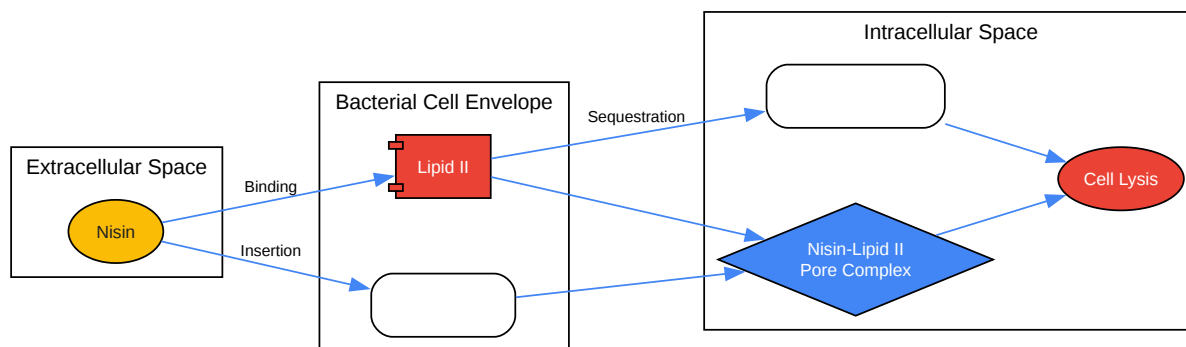 Extracellular Space
Nisin
Binding
Insertion
Bacterial Cell Envelope
Lipid II
Sequestration
Intracellular Space
Nisin-Lipid II
Pore Complex
Cell Lysis